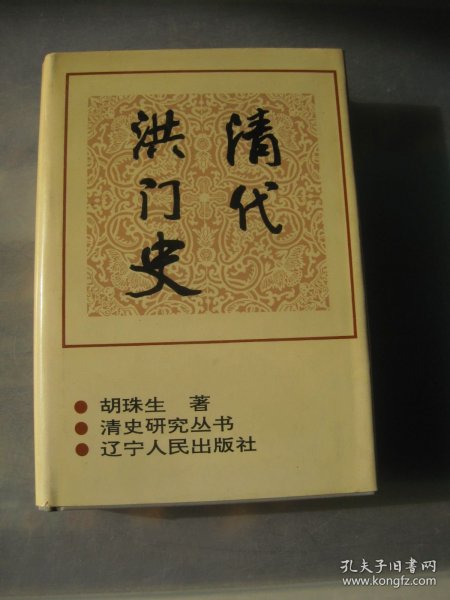 清代
洪门史
胡珠生 著
清史研究丛书
辽宁人民出版社
孔夫子旧书网
www.kongfz.com